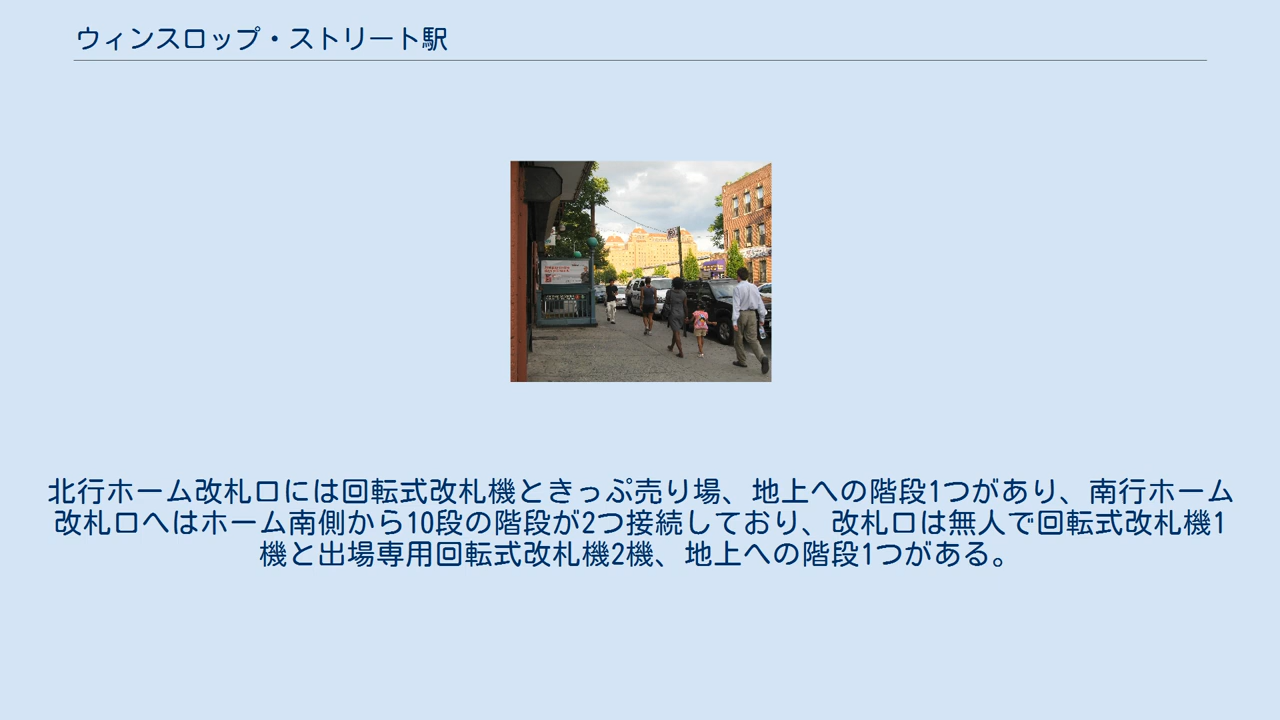 ウィンスロップ・ストリート駅
北行ホーム改札口には回転式改札機ときっぷ売り場、地上への階段1つがあり、南行ホーム
改札口へはホーム南側から10段の階段が2つ接続しており、改札口は無人で回転式改札機1
機と出場専用回転式改札機2機、地上への階段1つがある。